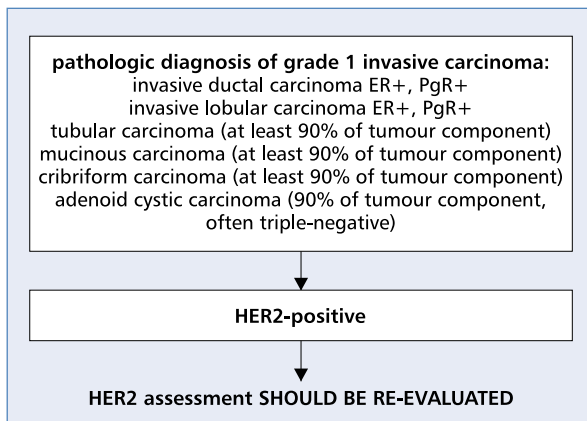 pathologic diagnosis of grade 1 invasive carcinoma:
invasive ductal carcinoma ER+, PgR+
invasive lobular carcinoma ER+, PgR+
tubular carcinoma (at least 90% of tumour component)
mucinous carcinoma (at least 90% of tumour component)
cribriform carcinoma (at least 90% of tumour component)
adenoid cystic carcinoma (90% of tumour component,
often triple-negative)
HER2-positive
HER2 assessment SHOULD BE RE-EVALUATED